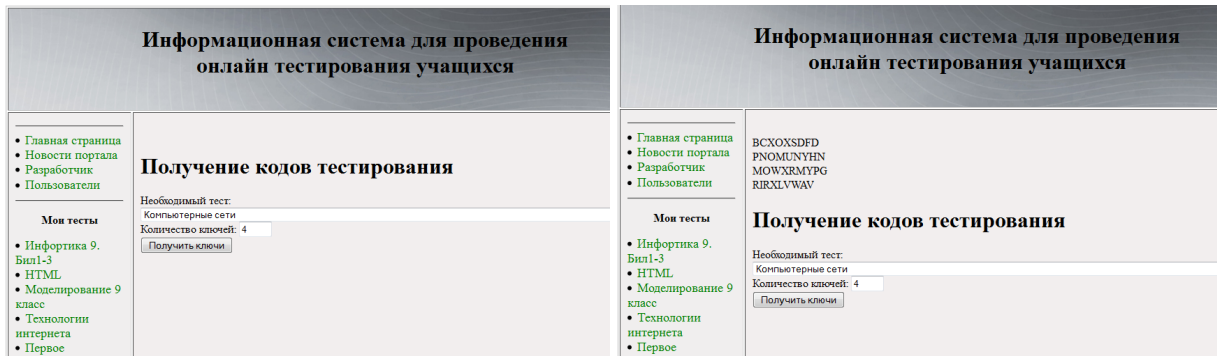 Информационная система для проведения
онлайн тестирования учащихся
Главная страница
Новости портала
Разработчик
Пользователи
Мои тесты
Инфортика 9.
Бил1-3
HTML
Моделирование 9
класс
Технологии
интернета
Первое
Получение кодов тестирования
Необходимый тест:
Компьютерные сети
Количество ключей: 4
Получить ключи
Информационная система для проведения
онлайн тестирования учащихся
Главная страница
Новости портала
Разработчик
Пользователи
Мои тесты
Инфортика 9.
Бил1-3
HTML
Моделирование 9
класс
Технологии
интернета
Первое
BCXOXSDFD
PNOMUNYHN
MOWXRMYPG
RIRXLVWAV
Получение кодов тестирования
Необходимый тест:
Компьютерные сети
Количество ключей: 4
Получить ключи